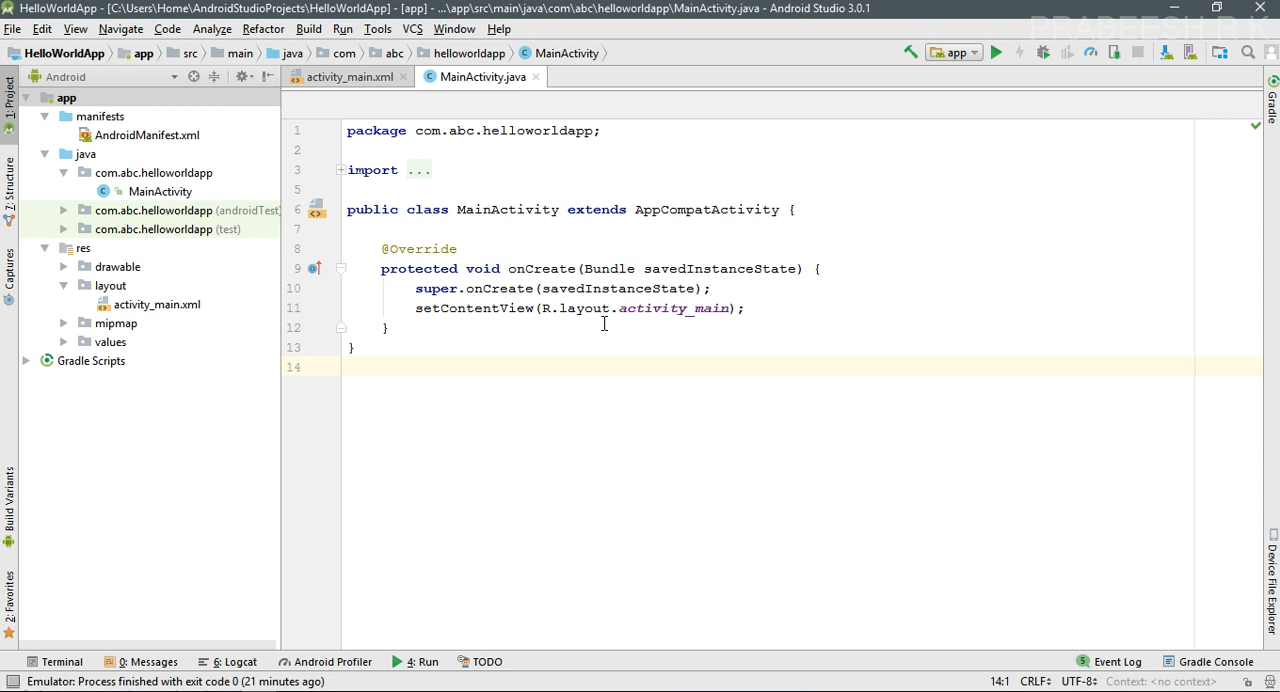 HelloWorldApp - [C:\Users\Home\AndroidStudioProjects\HelloWorldApp] - [app] - ...\app\src\main\java\com\abc\helloworldapp\MainActivity.java - Android Studio 3.0.1
PRABEESH R K
File Edit View Navigate Code Analyze Refactor Build Run Tools VCS Window Help
HelloWorldApp app src main java com abc helloworldapp MainActivity app
Android activity_main.xml MainActivity.java
1: Project
7: Structure
Captures
Build Variants
2: Favorites
app
manifests
AndroidManifest.xml
java
com.abc.helloworldapp
MainActivity
com.abc.helloworldapp (androidTest
com.abc.helloworldapp (test)
res
drawable
layout
activity_main.xml
mipmap
values
Gradle Scripts
1 package com.abc.helloworldapp;
2
3 import ...
5
6 public class MainActivity extends AppCompatActivity {
7
8 @Override
9 protected void onCreate(Bundle savedInstanceState) {
10 super.onCreate(savedInstanceState);
11 setContentView(R.layout.activity_main);
12 }
13 }
14
Gradle
Device File Explorer
Terminal 0: Messages 6: Logcat Android Profiler 4: Run TODO 5 Event Log Gradle Console
Emulator: Process finished with exit code 0 (21 minutes ago) 14:1 CRLF UTF-8 Context: <no context>